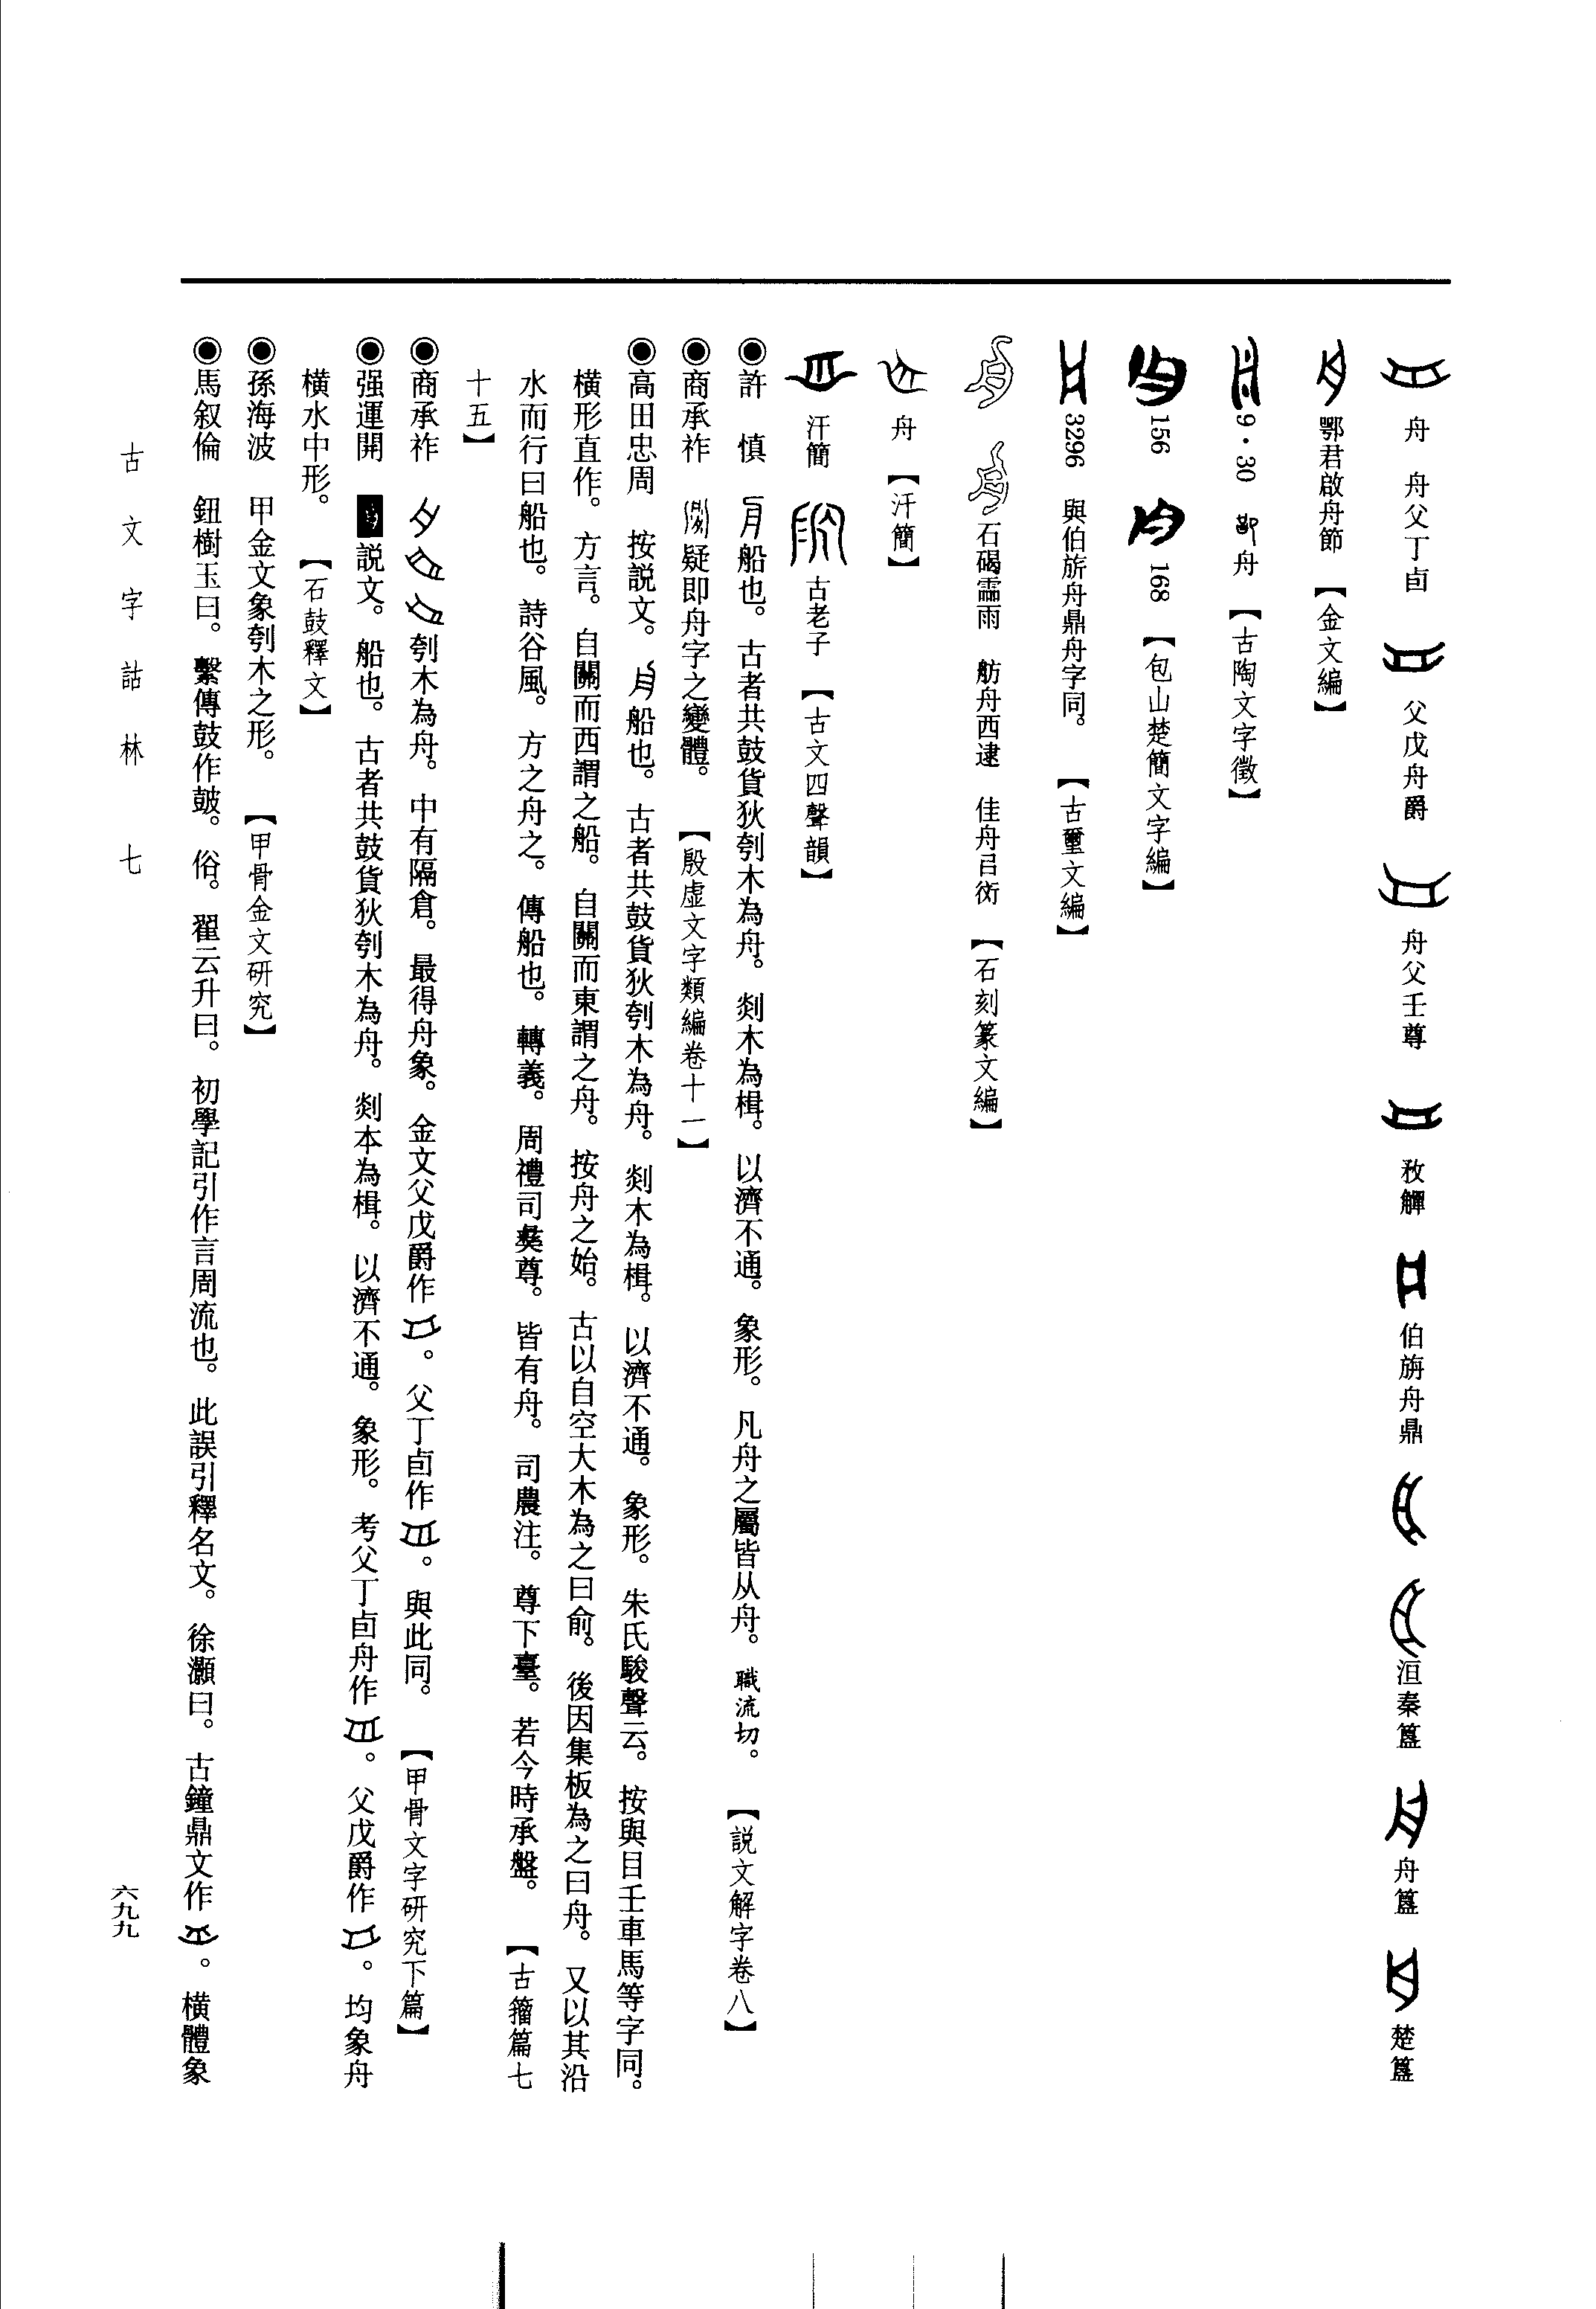 舟　舟父丁卣　父戊舟爵　舟父壬尊　㪅觶　伯旂舟鼎　洹秦簋　舟簋　楚簋
鄂君啟舟節　【金文編】
9・30　舟　【古陶文字徵】
156　168　【包山楚簡文字編】
3296　與伯旂舟鼎舟字同。　【古璽文編】
石碣霝雨　舫舟西逮　隹舟㠯衍　【石刻篆文編】
舟　【汗簡】
汗簡　古老子　【古文四聲韻】
◉許　慎　船也。古者共鼓貨狄刳木為舟。剡木為楫。以濟不通。象形。凡舟之屬皆从舟。職流切。　【説文解字卷八】
◉商承祚　疑即舟字之變體。　【殷虛文字類編卷十一】
◉高田忠周　按説文。船也。古者共鼓貨狄刳木為舟。剡木為楫。以濟不通。象形。朱氏駿聲云。按與目壬車馬等字同。
橫形直作。方言。自關而西謂之船。自關而東謂之舟。按舟之始。古以自空大木為之曰俞。後因集板為之曰舟。又以其沿
水而行曰船也。詩谷風。方之舟之。傳船也。轉義。周禮司彝尊。皆有舟。司農注。尊下臺。若今時承盤。　【古籀篇七
十五】
◉商承祚　刳木為舟。中有隔倉。最得舟象。金文父戊爵作。父丁卣作。與此同。　【甲骨文字研究下篇】
◉强運開　説文。船也。古者共鼓貨狄刳木為舟。剡本為楫。以濟不通。象形。考父丁卣舟作。父戊爵作。均象舟
橫水中形。　【石鼓釋文】
◉孫海波　甲金文象刳木之形。　【甲骨金文研究】
◉馬叙倫　鈕樹玉曰。繫傳鼓作皷。俗。翟云升曰。初學記引作言周流也。此誤引釋名文。徐灝曰。古鐘鼎文作。橫體象
古文字詁林　七
六九九